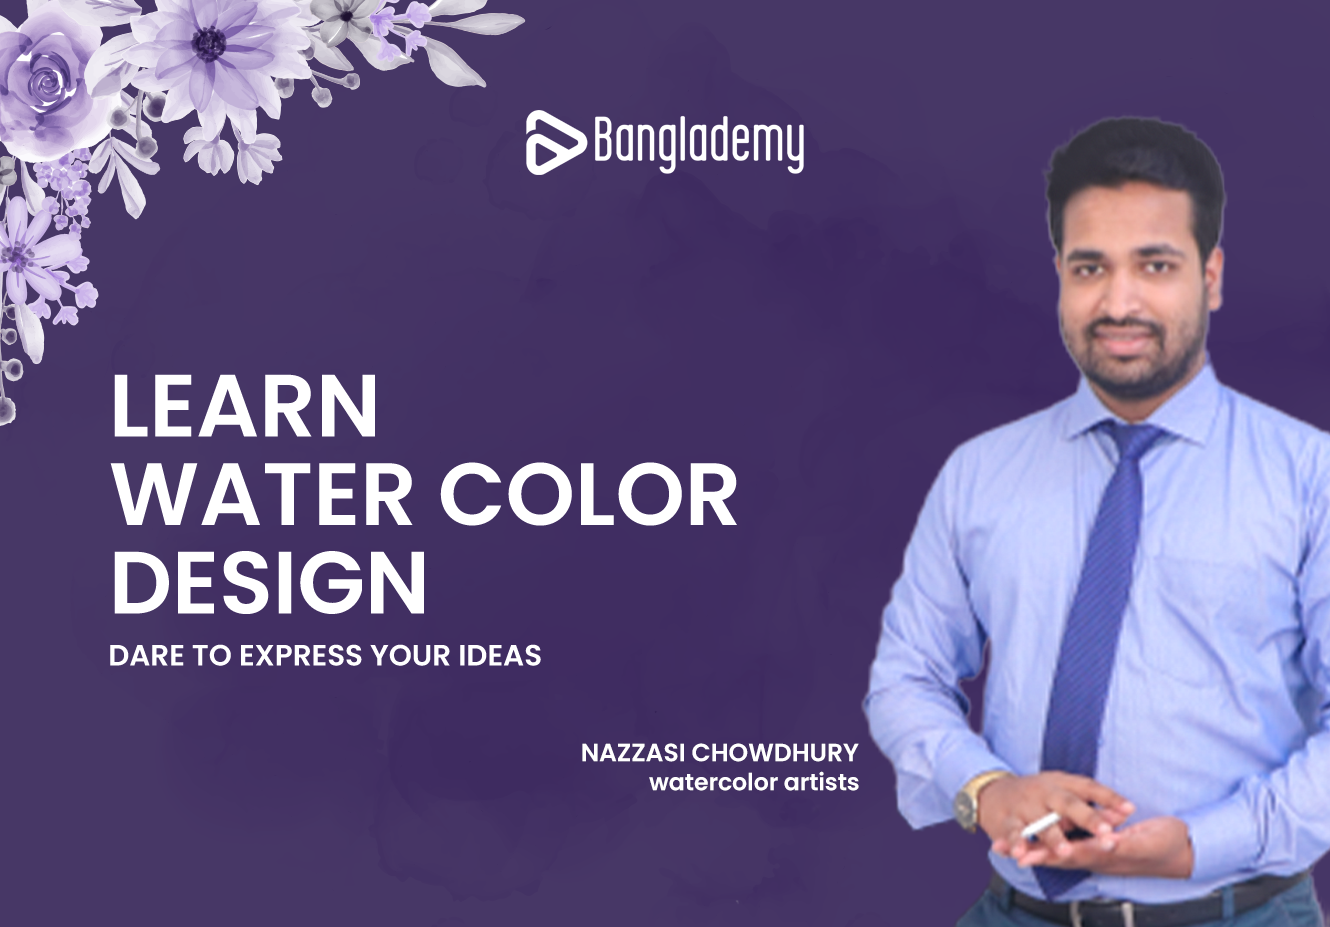 Banglademy
LEARN
WATER COLOR
DESIGN
DARE TO EXPRESS YOUR IDEAS
NAZZASI CHOWDHURY
watercolor artists